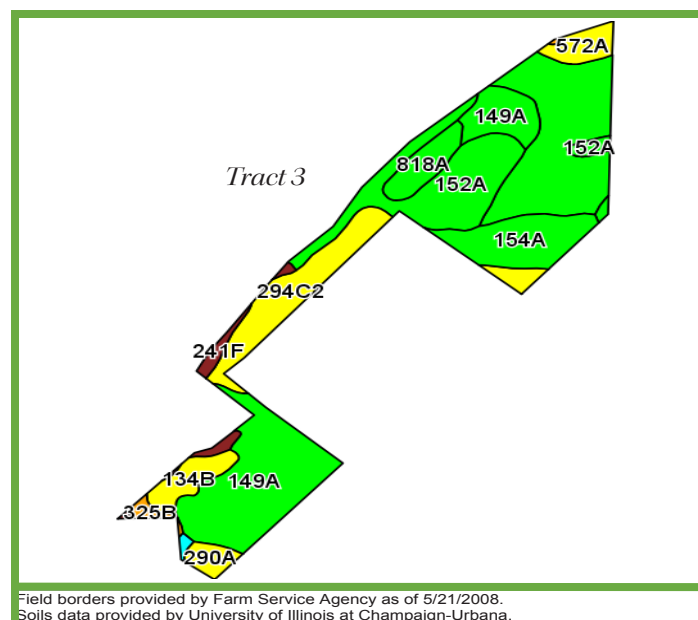 572A
149A
152A
818A
152A
Tract 3
154A
294C2
241F
134B
149A
325B
290A
Field borders provided by Farm Service Agency as of 5/21/2008.
Soils data provided by University of Illinois at Champaign-Urbana.